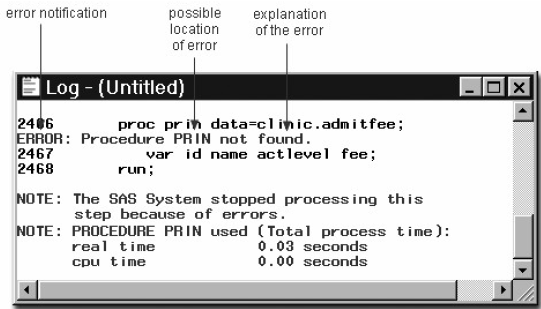 error notification
possible
location
of error
explanation
of the error
Log - (Untitled)
2466 proc prin data=clinic.admitfee;
ERROR: Procedure PRIN not found.
2467 var id name actlevel fee;
2468 run;
NOTE: The SAS System stopped processing this
step because of errors.
NOTE: PROCEDURE PRIN used (Total process time):
real time 0.03 seconds
cpu time 0.00 seconds